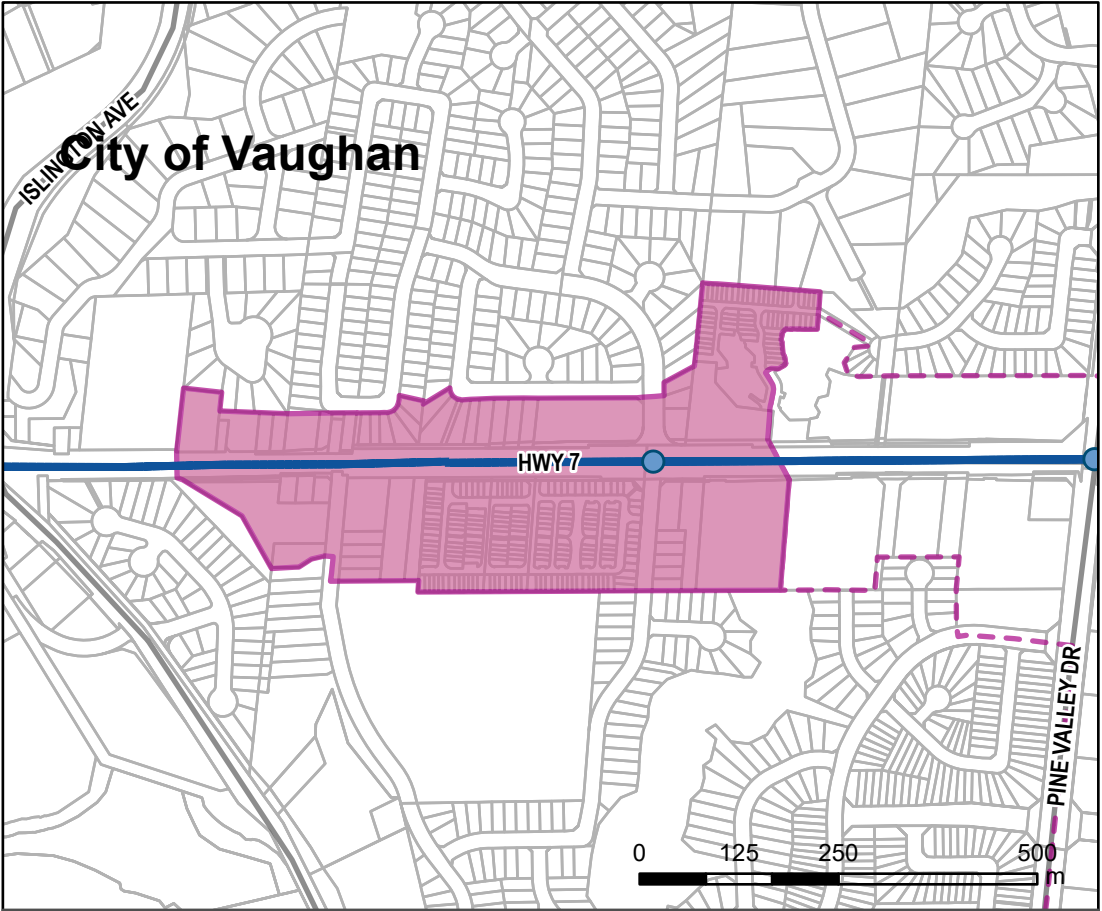 ISLINGTON AVE
City of Vaughan
HWY 7
PINE VALLEY DR
0 125 250 500
m